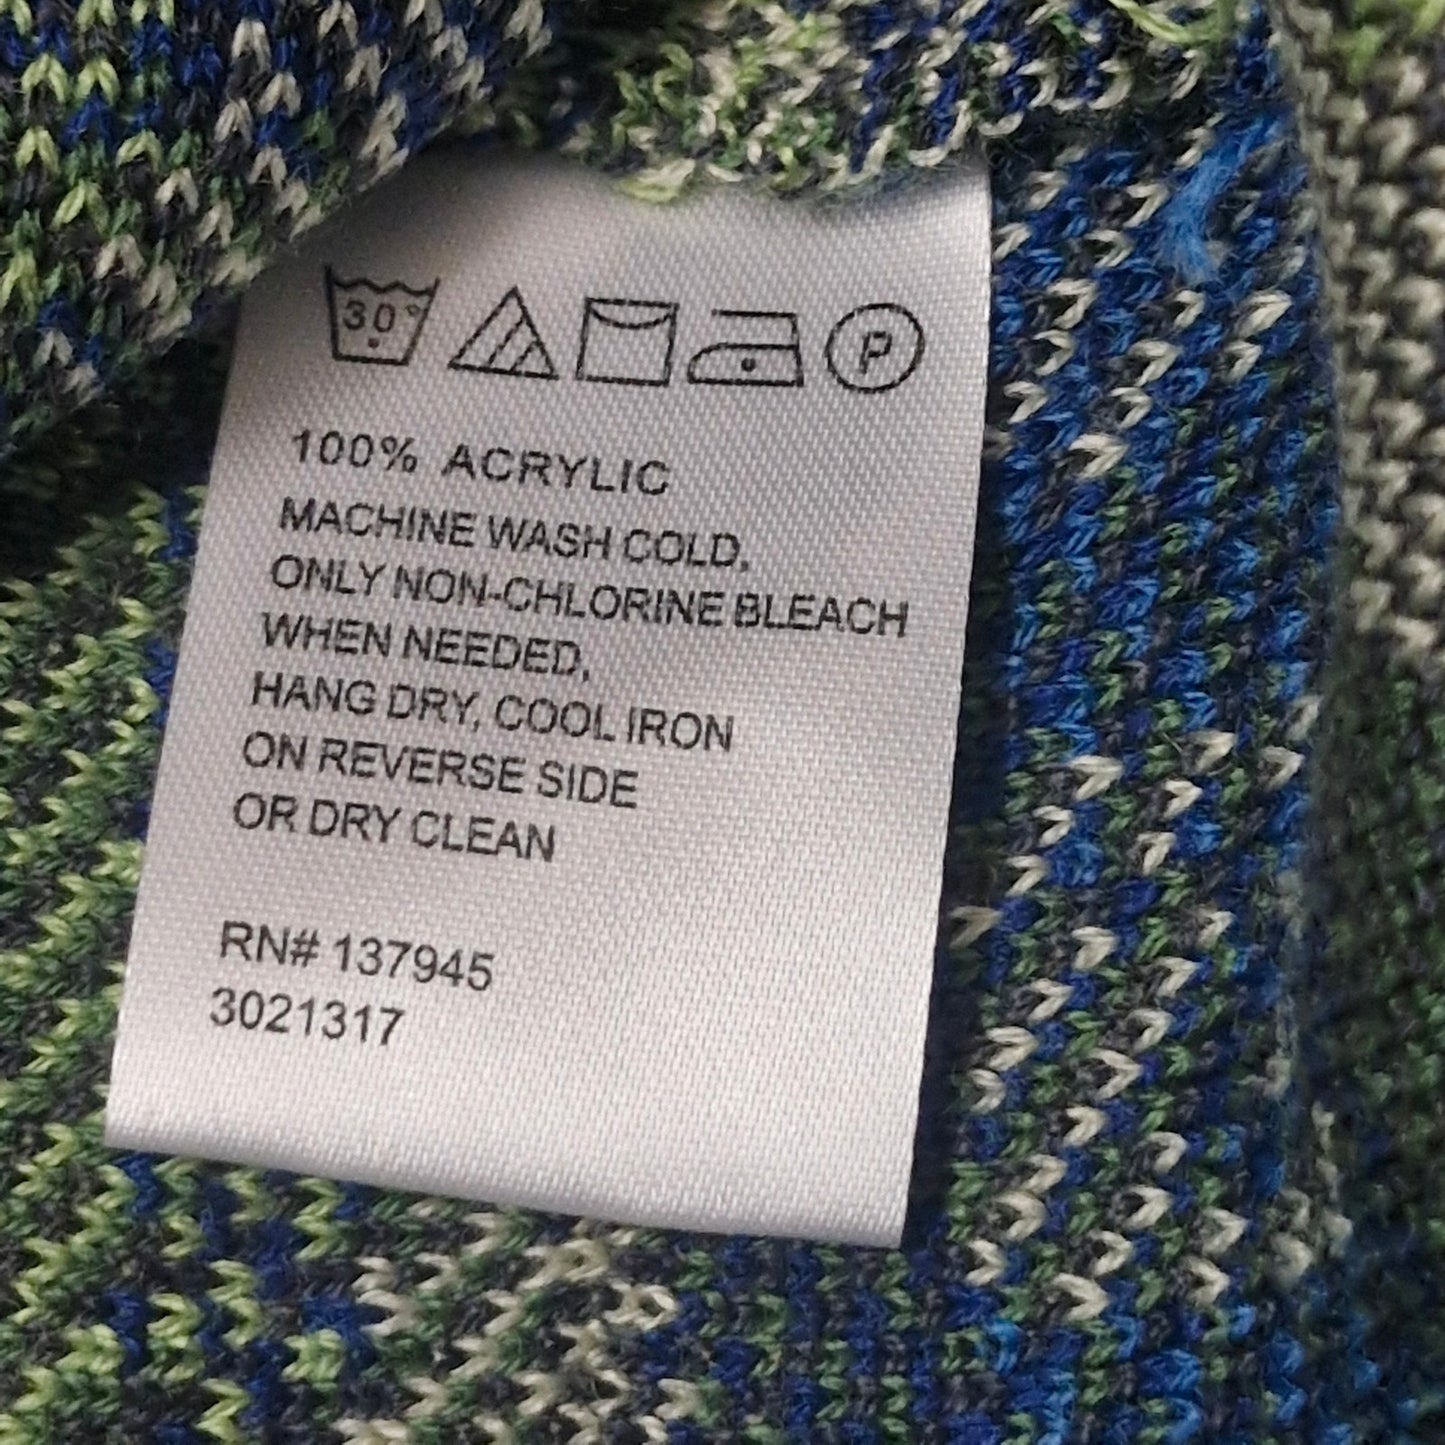 30°
P
100% ACRYLIC
MACHINE WASH COLD,
ONLY NON-CHLORINE BLEACH
WHEN NEEDED,
HANG DRY, COOL IRON
ON REVERSE SIDE
OR DRY CLEAN
RN# 137945
3021317